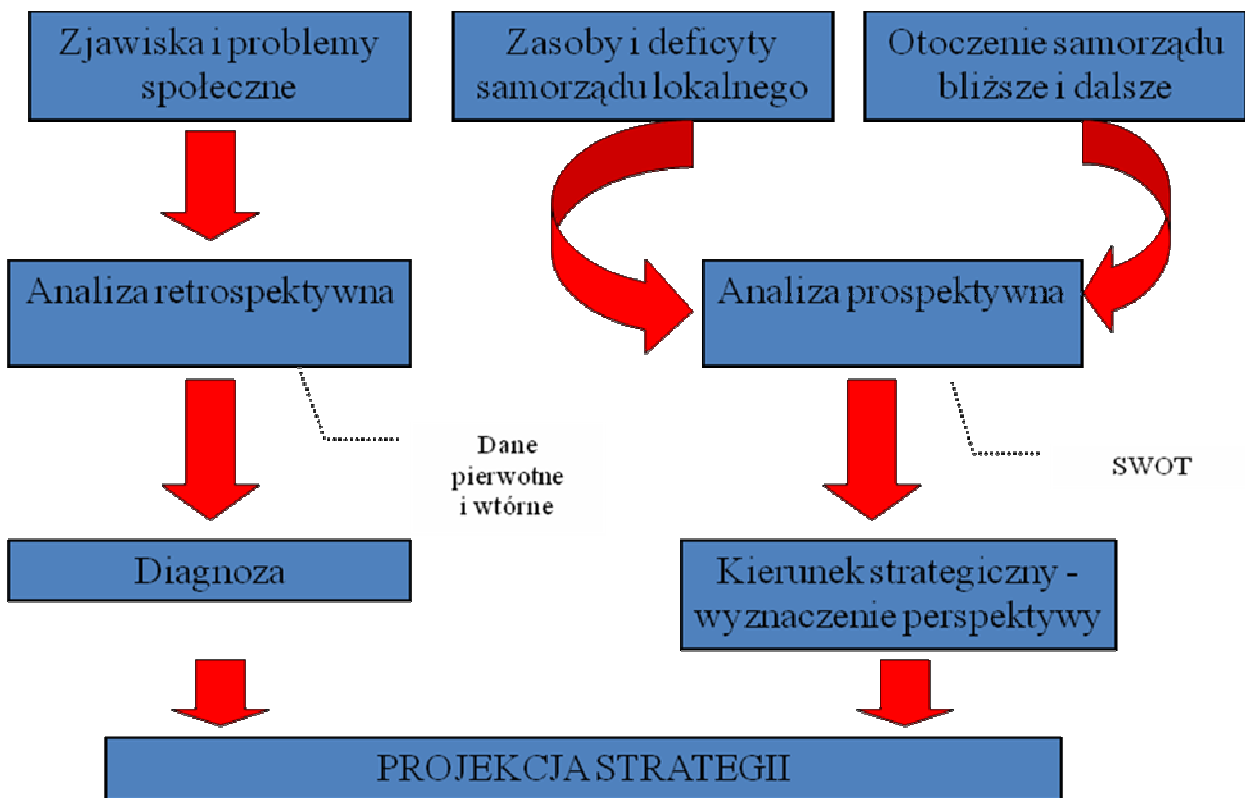 Zjawiska i problemy
społeczne
Zasoby i deficyty
samorządu lokalnego
Otoczenie samorządu
bliższe i dalsze
Analiza retrospektywna
Analiza prospektywna
Dane
pierwotne
i wtórne
SWOT
Diagnoza
Kierunek strategiczny -
wyznaczenie perspektywy
PROJEKCJA STRATEGII